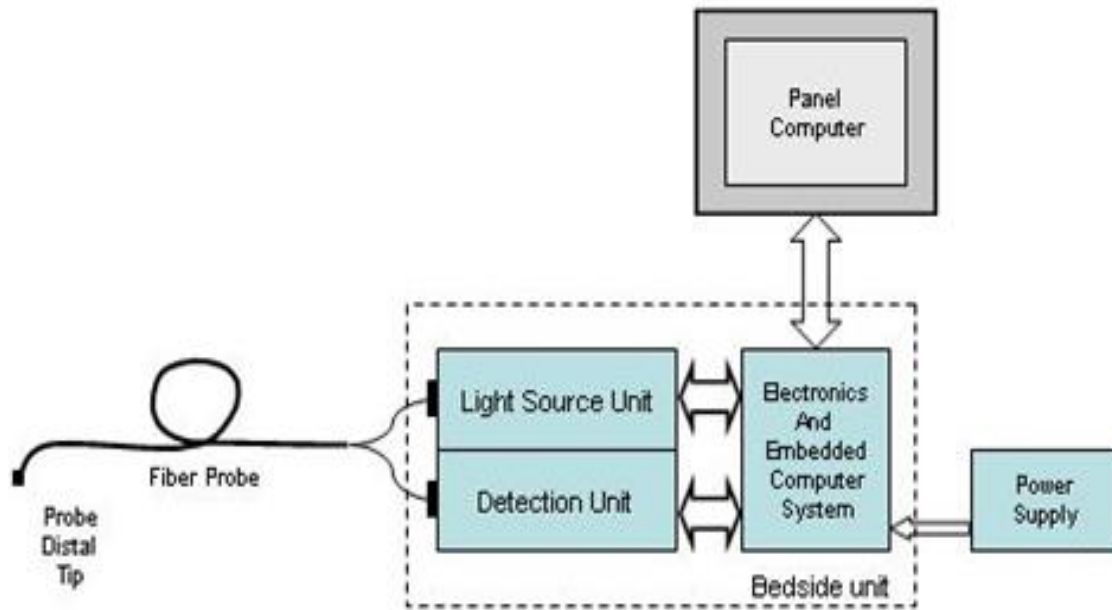 Panel
Computer
Light Source Unit
Electronics
And
Embedded
Computer
System
Fiber Probe
Detection Unit
Power
Supply
Probe
Distal
Tip
Bedside unit